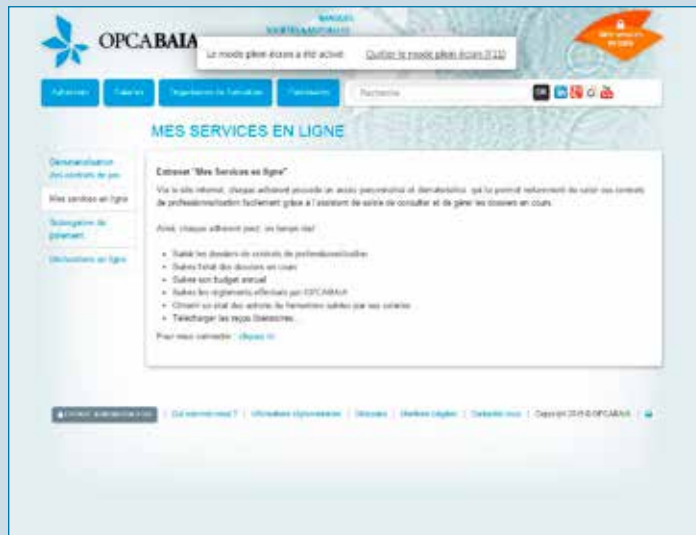 BANQUES
SOCIÉTÉS & MUTUELLES
OPCABAIA
Le mode plein écran a été activé. Quitter le mode plein écran (F11)
Mes services en ligne
Adhérents Salariés Organismes de formation Partenaires Recherche
MES SERVICES EN LIGNE
Dématérialisation des contrats de pro
Mes services en ligne
Subrogation de paiement
Déclarations en ligne
Extranet "Mes Services en ligne"
Via le site internet, chaque adhérent possède un accès personnalisé et dématérialisé qui lui permet notamment de saisir ses contrats
de professionnalisation facilement grâce à l'assistant de saisie de consulter et de gérer les dossiers en cours.
Ainsi, chaque adhérent peut, en temps réel :
Saisir les dossiers de contrats de professionnalisation
Suivre l'état des dossiers en cours
Suivre son budget annuel
Suivre les règlements effectués par OPCABAIA
Obtenir un état des actions de formations suivies par ses salariés
Télécharger les reçus libératoires
Pour vous connecter : cliquez ici
Qui sommes-nous ? | Informations réglementaires | Glossaire | Mentions Légales | Contactez-nous | Copyright 2015 © OPCABAIA